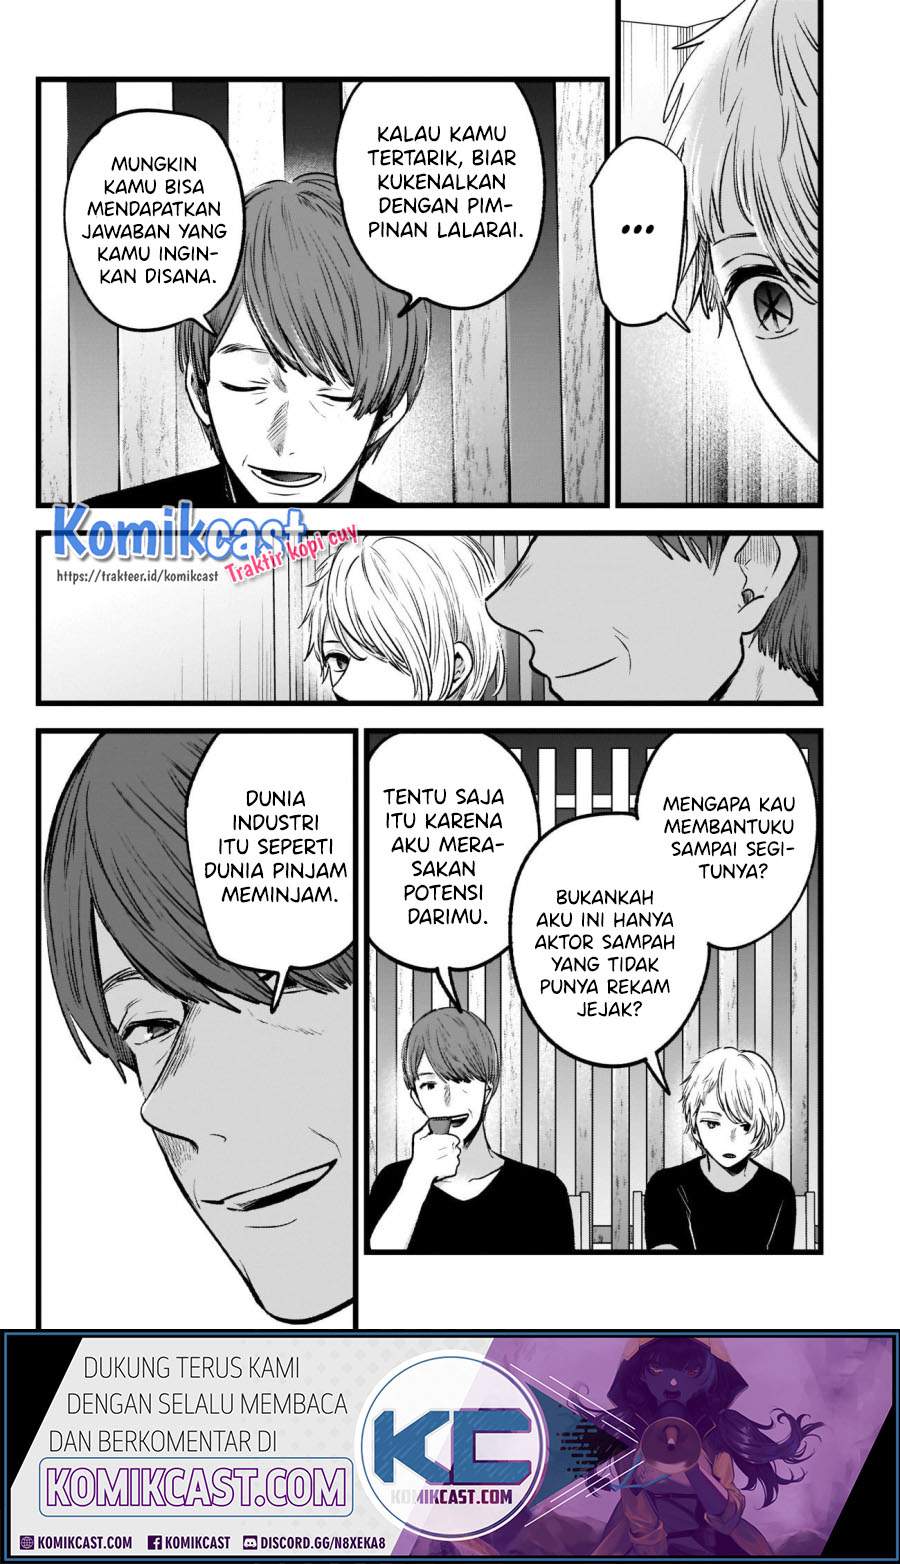 ...
KALAU KAMU
TERTARIK, BIAR
KUKENALKAN
DENGAN PIM-
PINAN LALARAI.
MUNGKIN
KAMU BISA
MENDAPATKAN
JAWABAN YANG
KAMU INGIN-
KAN DISANA.
Komikcast
Traktir kopi cuy
https://trakteer.id/komikcast
MENGAPA KAU
MEMBANTUKU
SAMPAI SEGI-
TUNYA?
BUKANKAH
AKU INI HANYA
AKTOR SAMPAH
YANG TIDAK
PUNYA REKAM
JEJAK?
TENTU SAJA
ITU KARENA
AKU MERA-
SAKAN
POTENSI
DARIMU.
DUNIA
INDUSTRI
ITU SEPERTI
DUNIA PINJAM
MEMINJAM.
DUKUNG TERUS KAMI
DENGAN SELALU MEMBACA
DAN BERKOMENTAR DI
KOMIKCAST.COM
KC
KOMIKCAST.COM
KOMIKCAST.COM KOMIKCAST DISCORD.GG/N8XEKA8